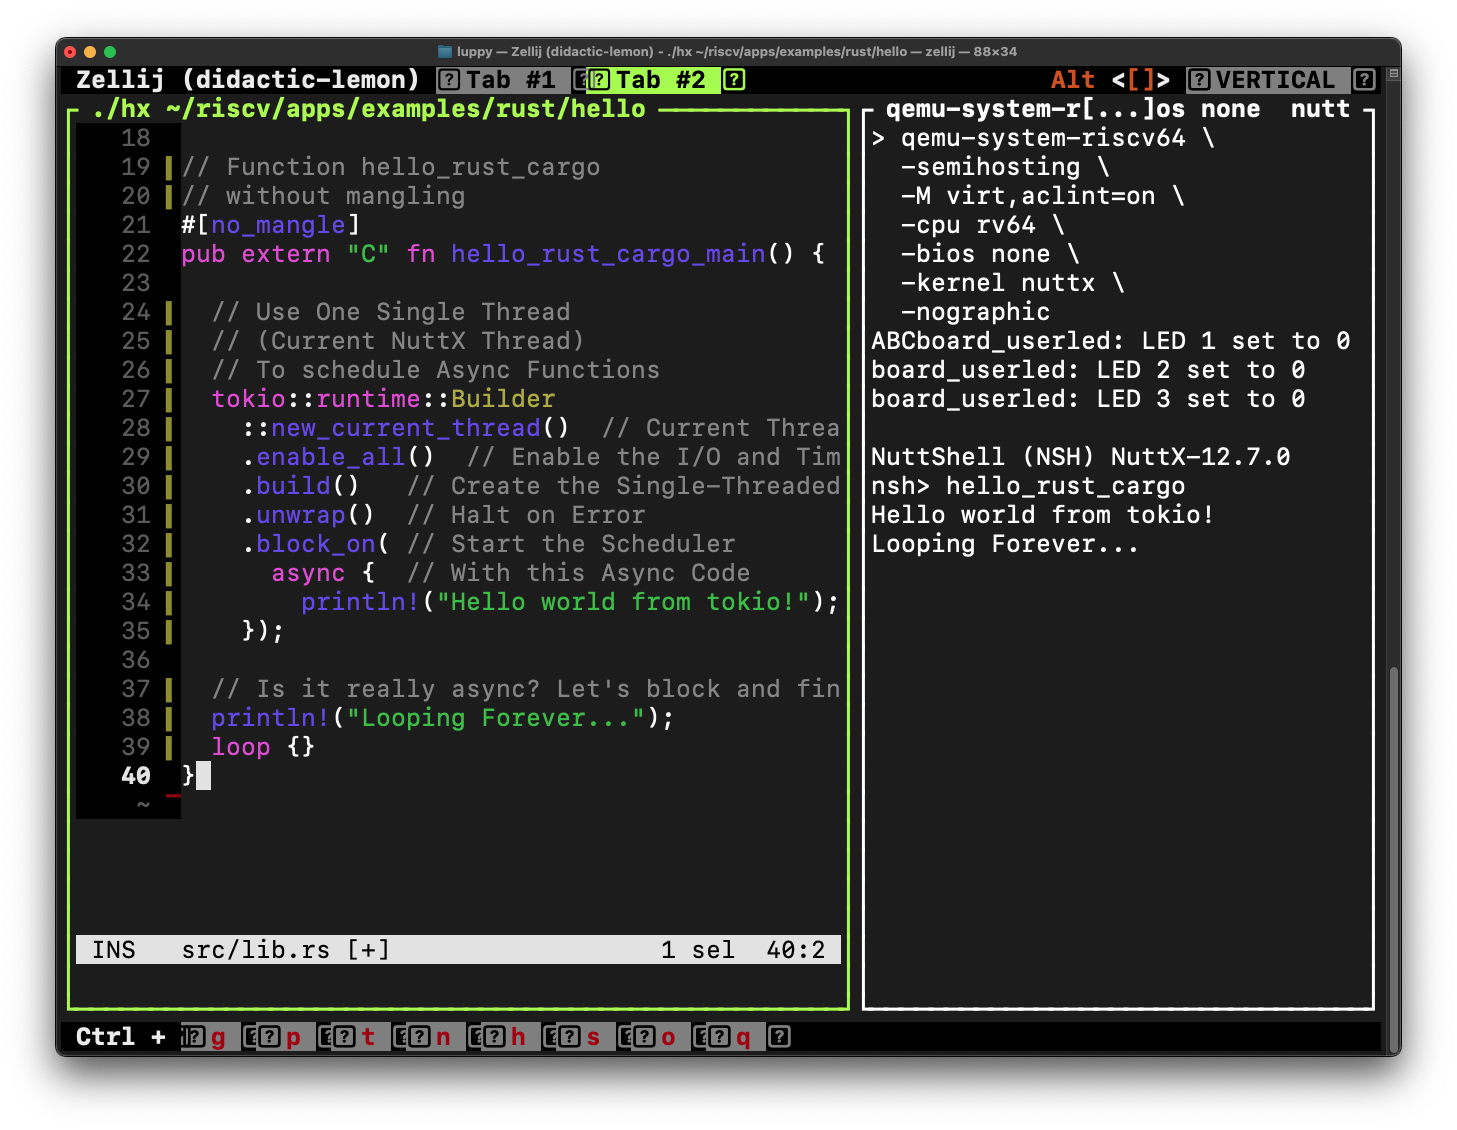 luppy — Zellij (didactic-lemon) - ./hx ~/riscv/apps/examples/rust/hello — zellij — 88×34
Zellij (didactic-lemon) Tab #1 Tab #2 Alt <[]> VERTICAL
./hx ~/riscv/apps/examples/rust/hello
18
19 // Function hello_rust_cargo
20 // without mangling
21 #[no_mangle]
22 pub extern "C" fn hello_rust_cargo_main() {
23
24 // Use One Single Thread
25 // (Current NuttX Thread)
26 // To schedule Async Functions
27 tokio::runtime::Builder
28 ::new_current_thread() // Current Threa
29 .enable_all() // Enable the I/O and Tim
30 .build() // Create the Single-Threaded
31 .unwrap() // Halt on Error
32 .block_on( // Start the Scheduler
33 async { // With this Async Code
34 println!("Hello world from tokio!");
35 });
36
37 // Is it really async? Let's block and fin
38 println!("Looping Forever...");
39 loop {}
40 }
~
INS src/lib.rs [+] 1 sel 40:2
qemu-system-r[...]os none nutt
> qemu-system-riscv64 \
-semihosting \
-M virt,aclint=on \
-cpu rv64 \
-bios none \
-kernel nuttx \
-nographic
ABCboard_userled: LED 1 set to 0
board_userled: LED 2 set to 0
board_userled: LED 3 set to 0
NuttShell (NSH) NuttX-12.7.0
nsh> hello_rust_cargo
Hello world from tokio!
Looping Forever...
Ctrl + g p t n h s o q